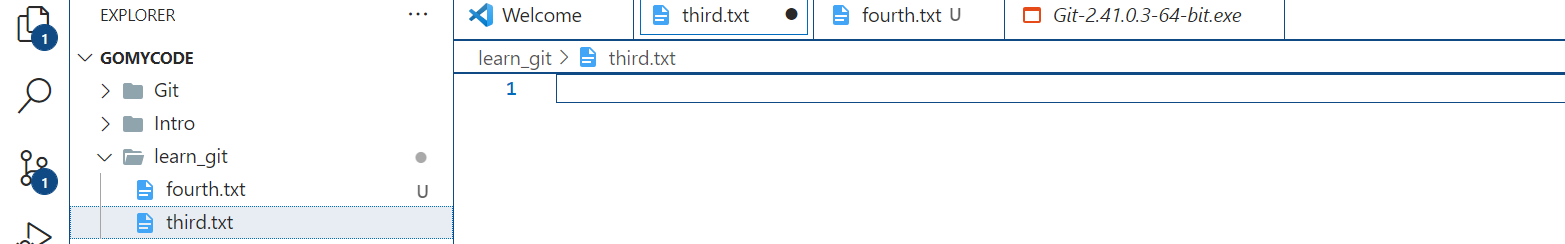 EXPLORER ...
GOMYCODE
Git
Intro
learn_git
fourth.txt U
third.txt
1
1
Welcome
third.txt
fourth.txt U
Git-2.41.0.3-64-bit.exe
learn_git > third.txt
1